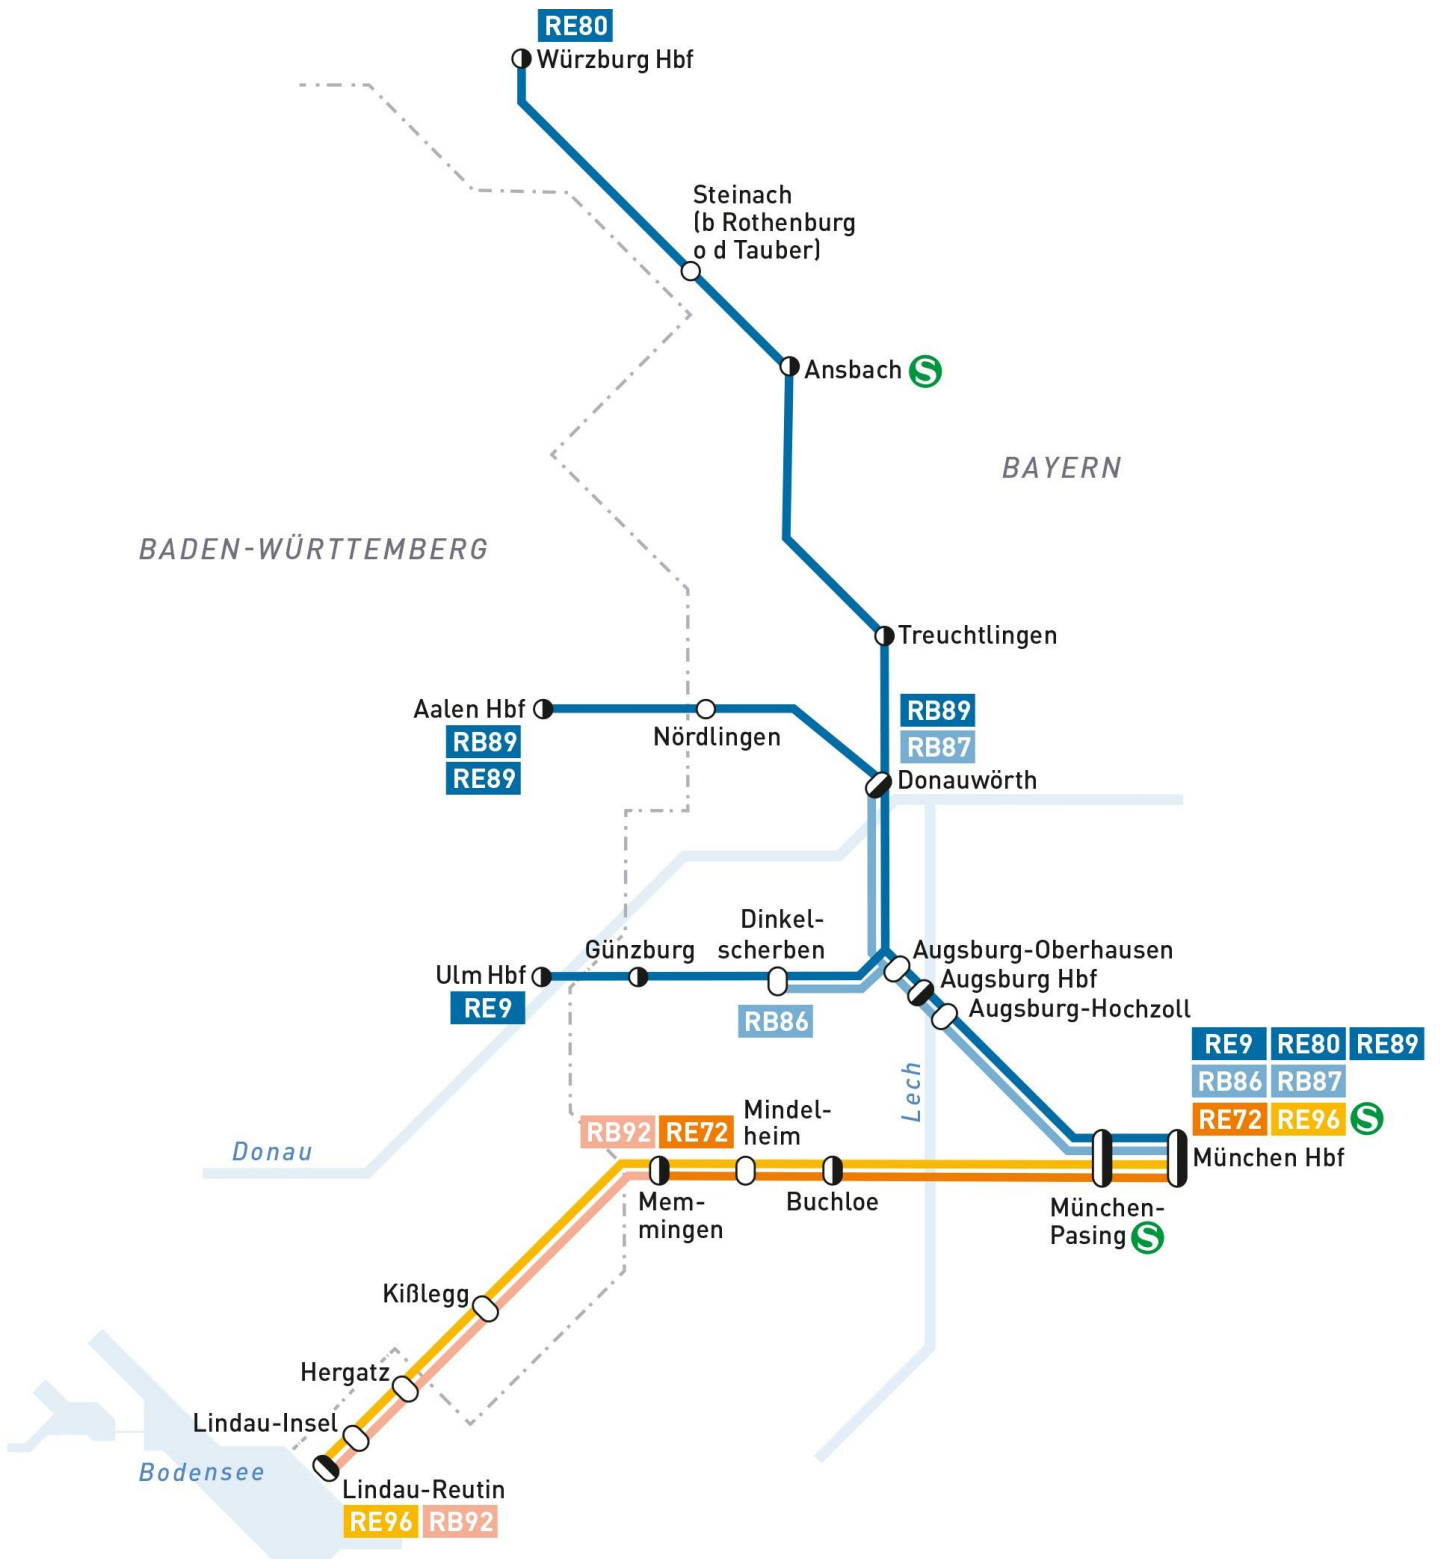 RE80
Würzburg Hbf
Steinach
(b Rothenburg
o d Tauber)
Ansbach S
BAYERN
BADEN-WÜRTTEMBERG
Treuchtlingen
Aalen Hbf
RB89
RE89
Nördlingen
RB89
RB87
Donauwörth
Dinkel-
scherben
Günzburg
Ulm Hbf
RE9
RB86
Augsburg-Oberhausen
Augsburg Hbf
Augsburg-Hochzoll
RE9 RE80 RE89
RB86 RB87
RE72 RE96 S
München Hbf
Lech
Donau
RB92 RE72
Mindel-
heim
Mem-
mingen
Buchloe
München-
Pasing S
Kißlegg
Hergatz
Lindau-Insel
Bodensee
Lindau-Reutin
RE96 RB92